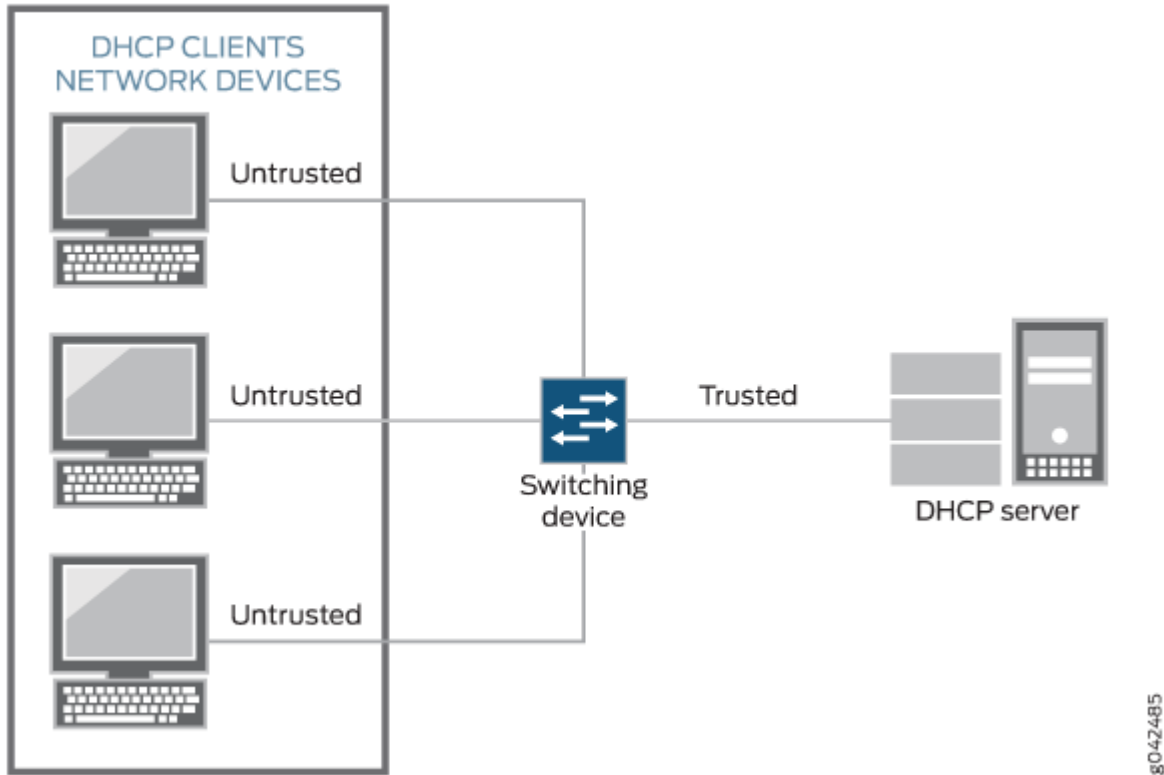 DHCP CLIENTS
NETWORK DEVICES
Untrusted
Untrusted
Trusted
Switching
device
DHCP server
Untrusted
g042485